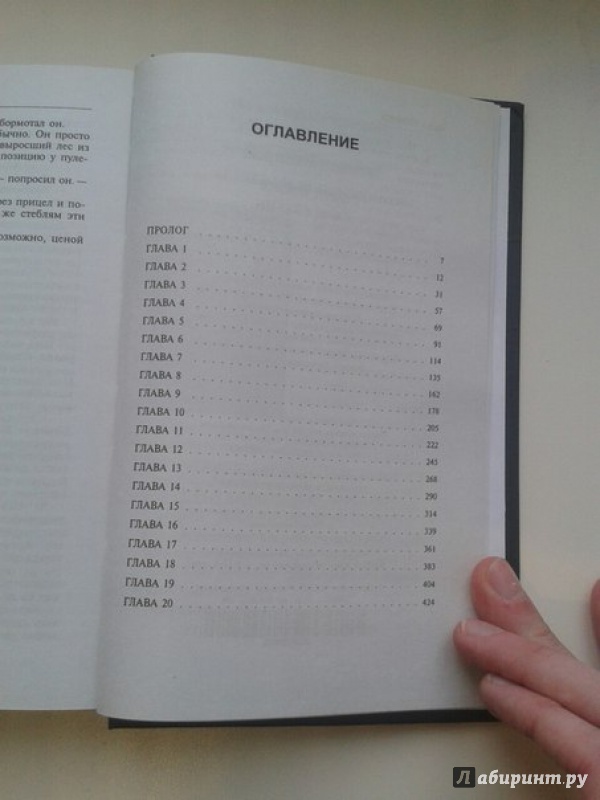 бормотал он.
бычно. Он просто
выросший лес из
позицию у пуле-
— попросил он. —
рез прицел и по-
же стеблям эти
озможно, ценой
ОГЛАВЛЕНИЕ
ПРОЛОГ 7
ГЛАВА 1 12
ГЛАВА 2 31
ГЛАВА 3 57
ГЛАВА 4 69
ГЛАВА 5 91
ГЛАВА 6 114
ГЛАВА 7 135
ГЛАВА 8 162
ГЛАВА 9 178
ГЛАВА 10 205
ГЛАВА 11 222
ГЛАВА 12 245
ГЛАВА 13 268
ГЛАВА 14 290
ГЛАВА 15 314
ГЛАВА 16 339
ГЛАВА 17 361
ГЛАВА 18 383
ГЛАВА 19 404
ГЛАВА 20 424
Лабиринт.ру